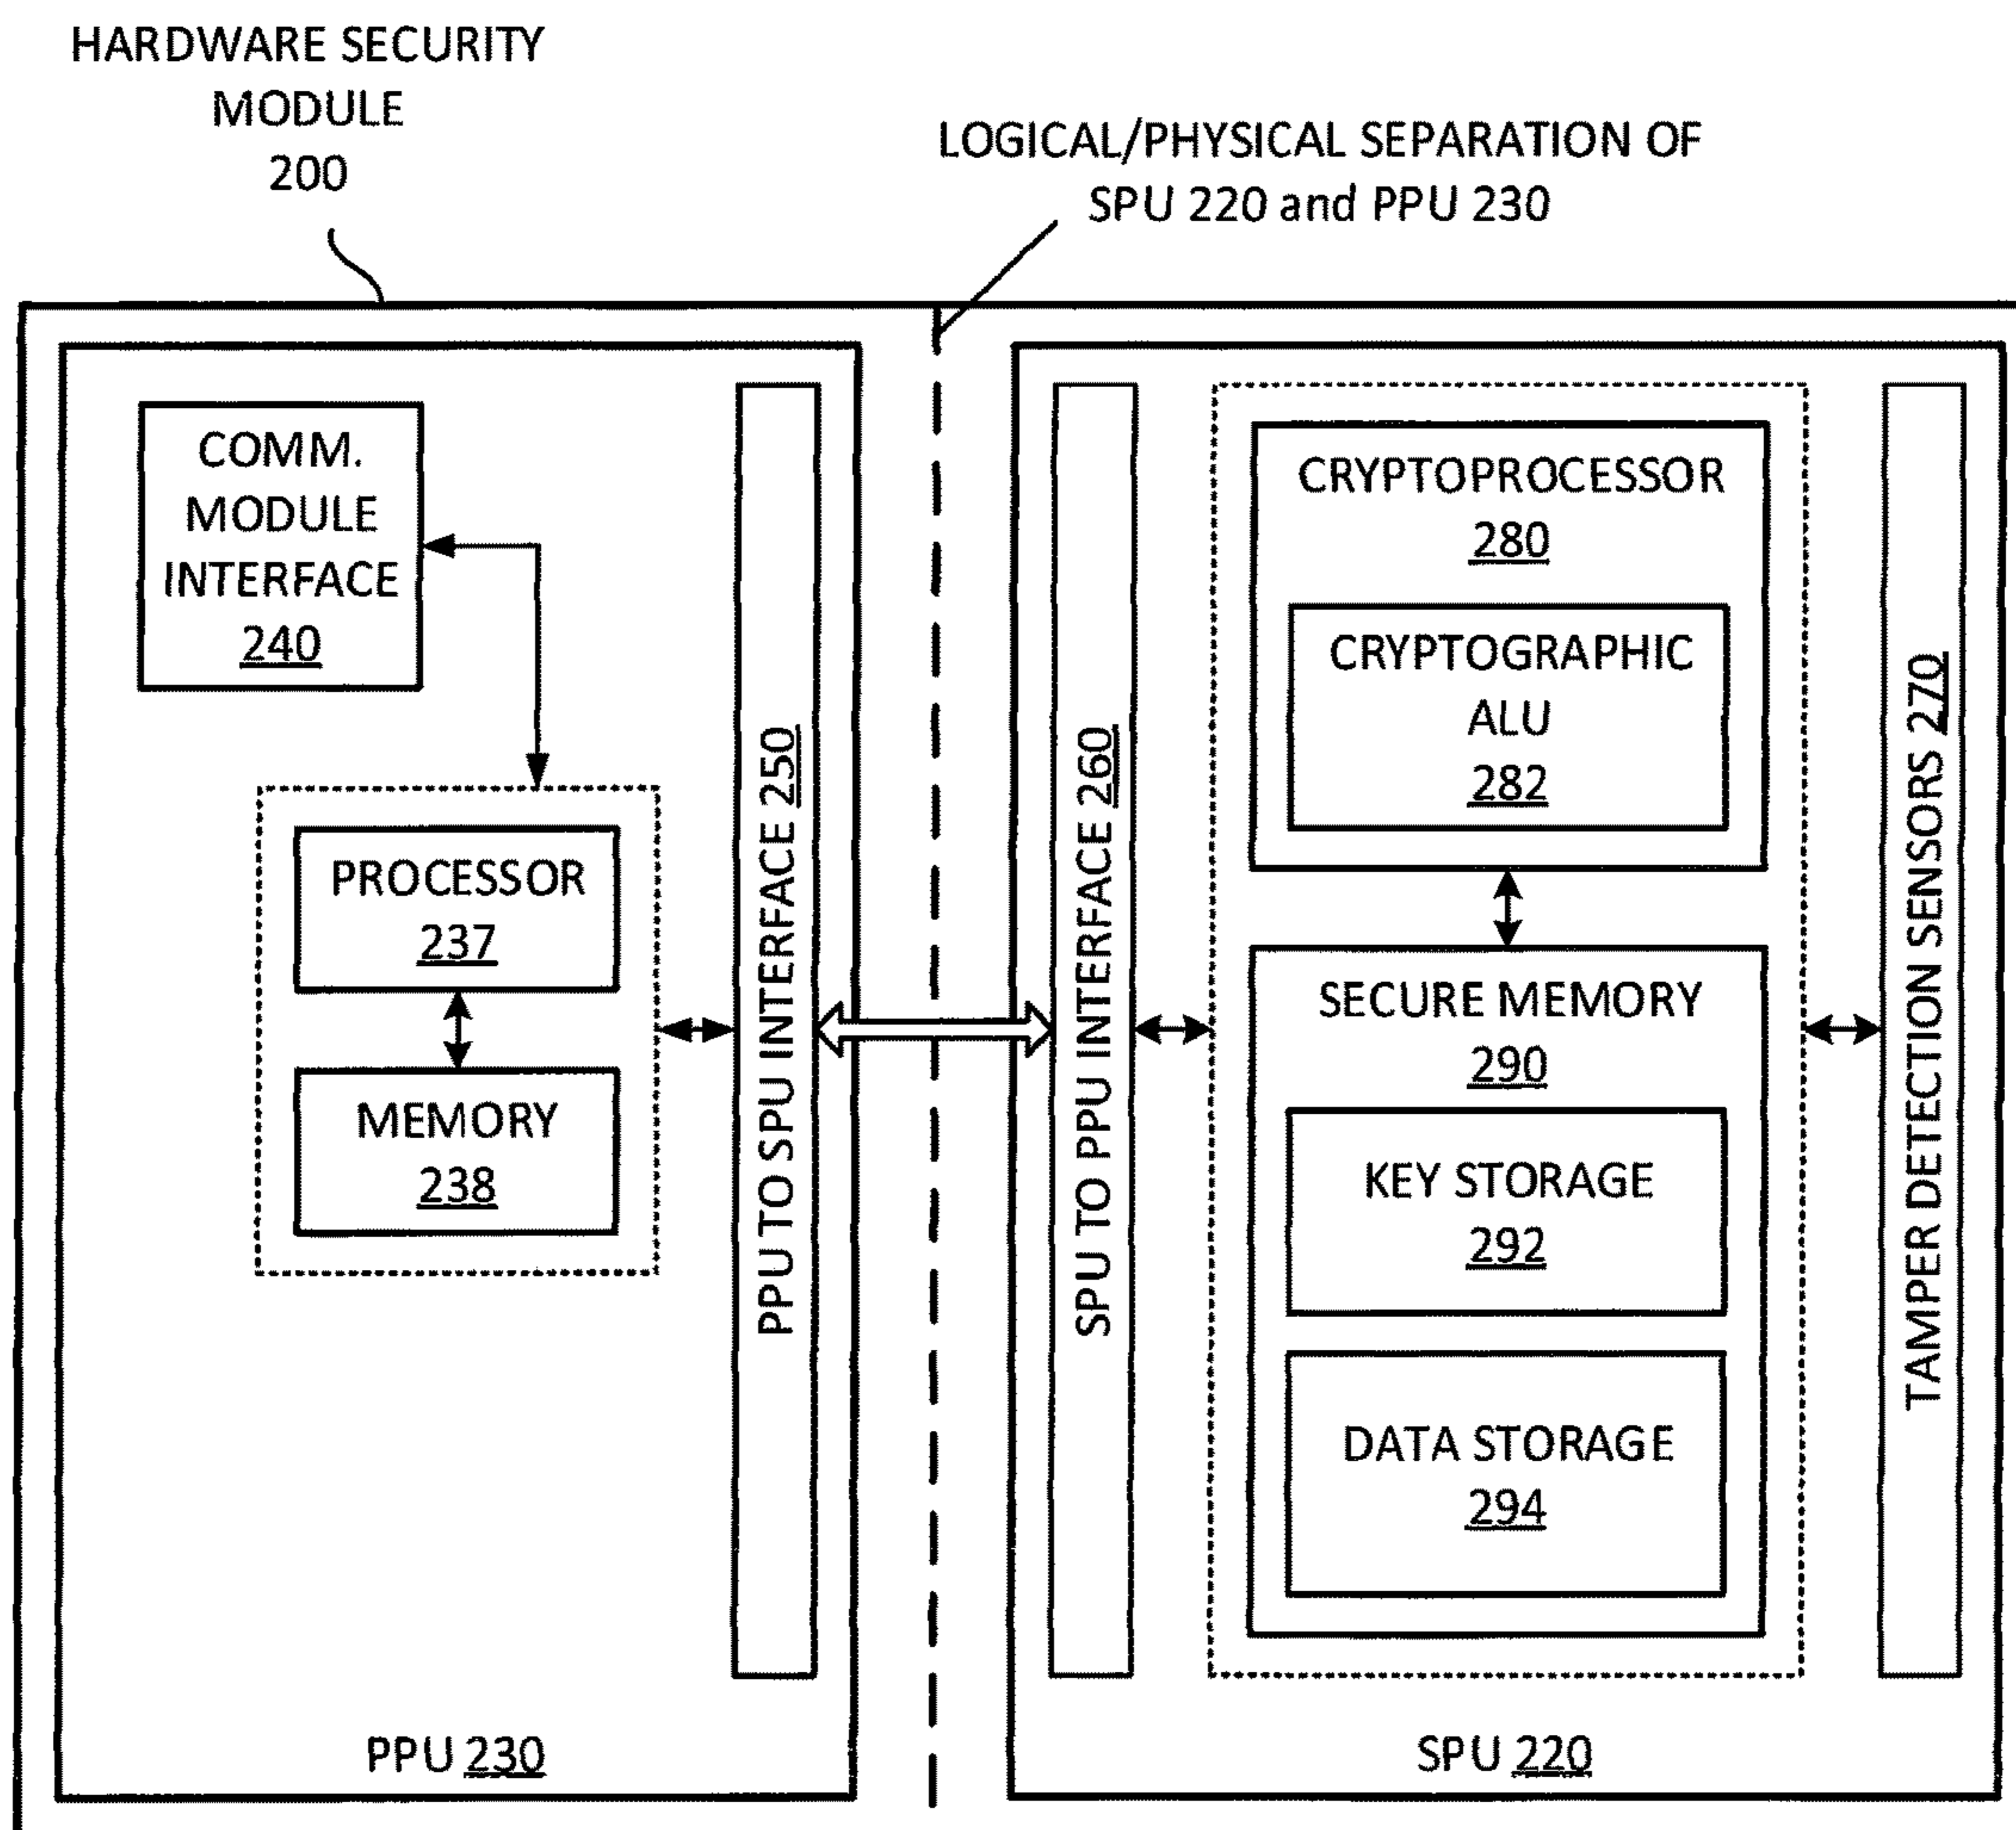 HARDWARE SECURITY
MODULE
200
LOGICAL/PHYSICAL SEPARATION OF
SPU 220 and PPU 230
COMM.
MODULE
INTERFACE
240
PROCESSOR
237
MEMORY
238
PPU TO SPU INTERFACE 250
PPU 230
SPU TO PPU INTERFACE 260
CRYPTOPROCESSOR
280
CRYPTOGRAPHIC
ALU
282
SECURE MEMORY
290
KEY STORAGE
292
DATA STORAGE
294
TAMPER DETECTION SENSORS 270
SPU 220